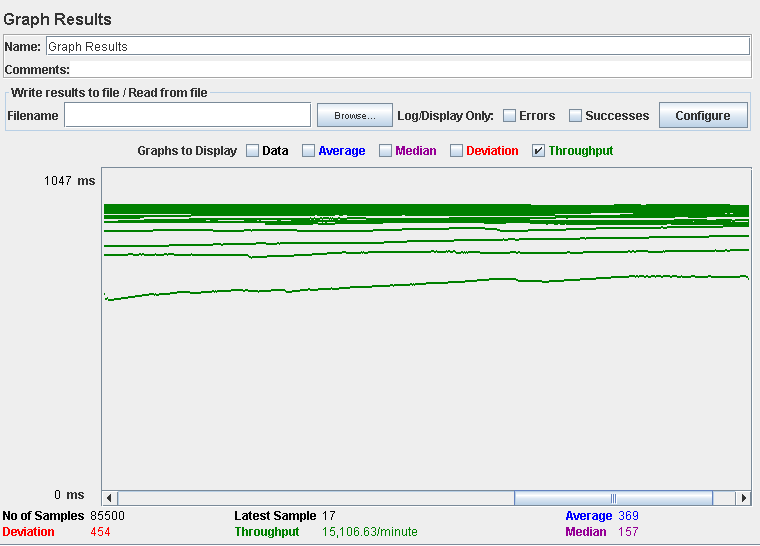 Graph Results
Name: Graph Results
Comments:
Write results to file / Read from file
Filename Browse... Log/Display Only: Errors Successes Configure
Graphs to Display Data Average Median Deviation Throughput
1047 ms
0 ms
No of Samples 85500 Latest Sample 17 Average 369
Deviation 454 Throughput 15,106.63/minute Median 157